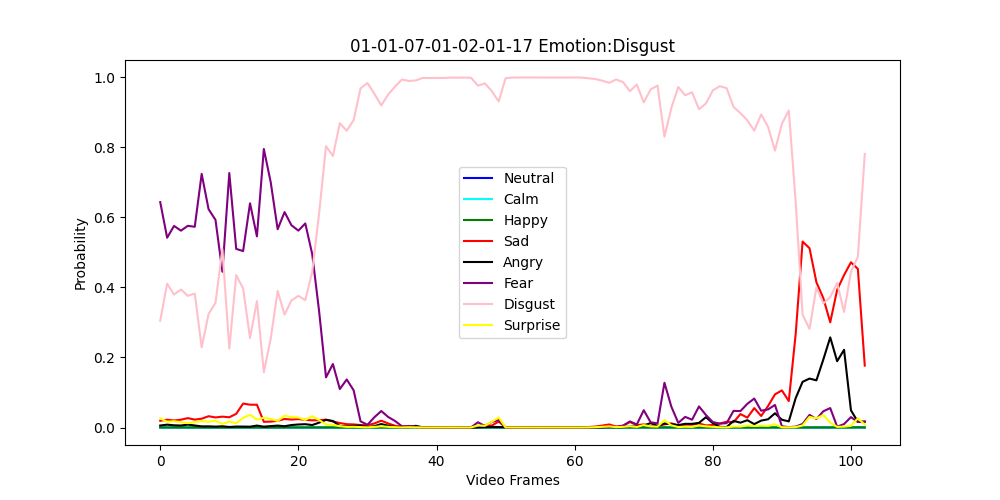 01-01-07-01-02-01-17 Emotion:Disgust
Probability
1.0
0.8
0.6
0.4
0.2
0.0
Neutral
Calm
Happy
Sad
Angry
Fear
Disgust
Surprise
0 20 40 60 80 100
Video Frames